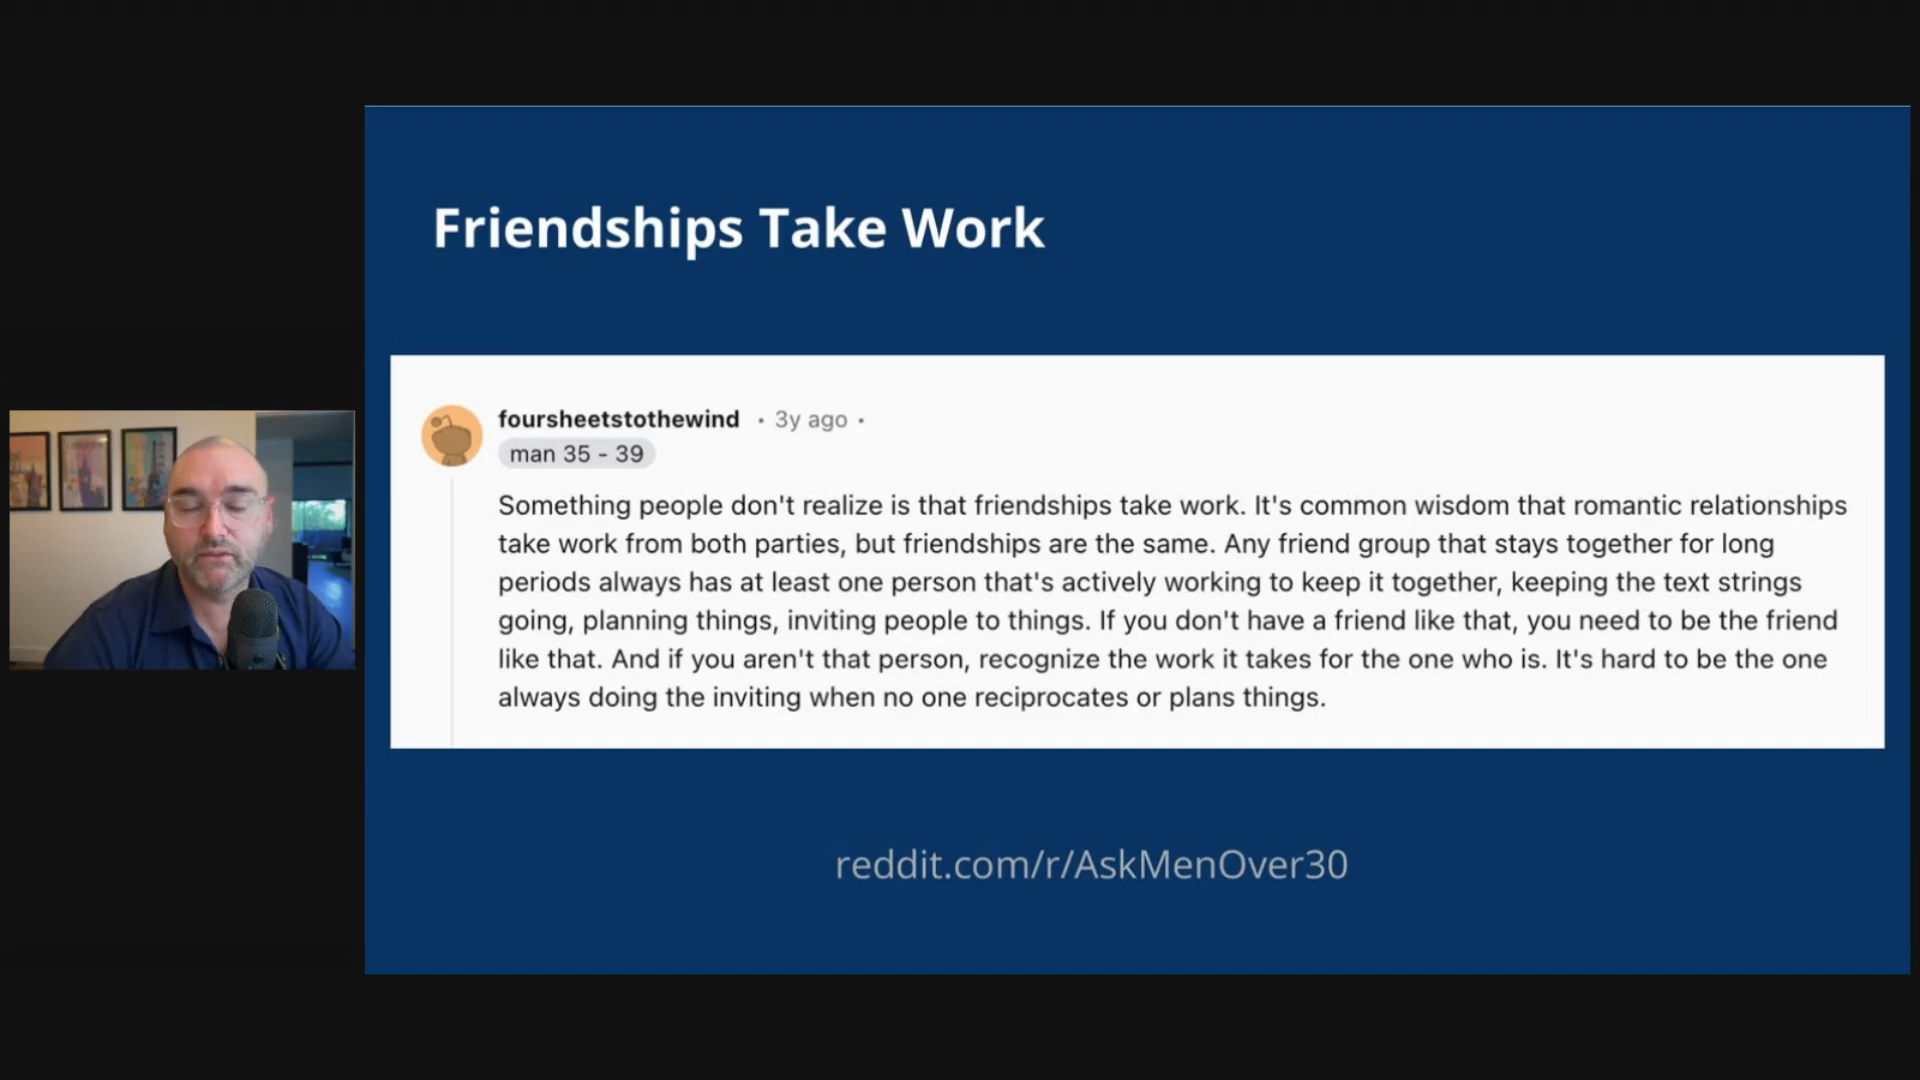 Friendships Take Work
foursheetstothewind · 3y ago ·
man 35 - 39
Something people don't realize is that friendships take work. It's common wisdom that romantic relationships
take work from both parties, but friendships are the same. Any friend group that stays together for long
periods always has at least one person that's actively working to keep it together, keeping the text strings
going, planning things, inviting people to things. If you don't have a friend like that, you need to be the friend
like that. And if you aren't that person, recognize the work it takes for the one who is. It's hard to be the one
always doing the inviting when no one reciprocates or plans things.
reddit.com/r/AskMenOver30